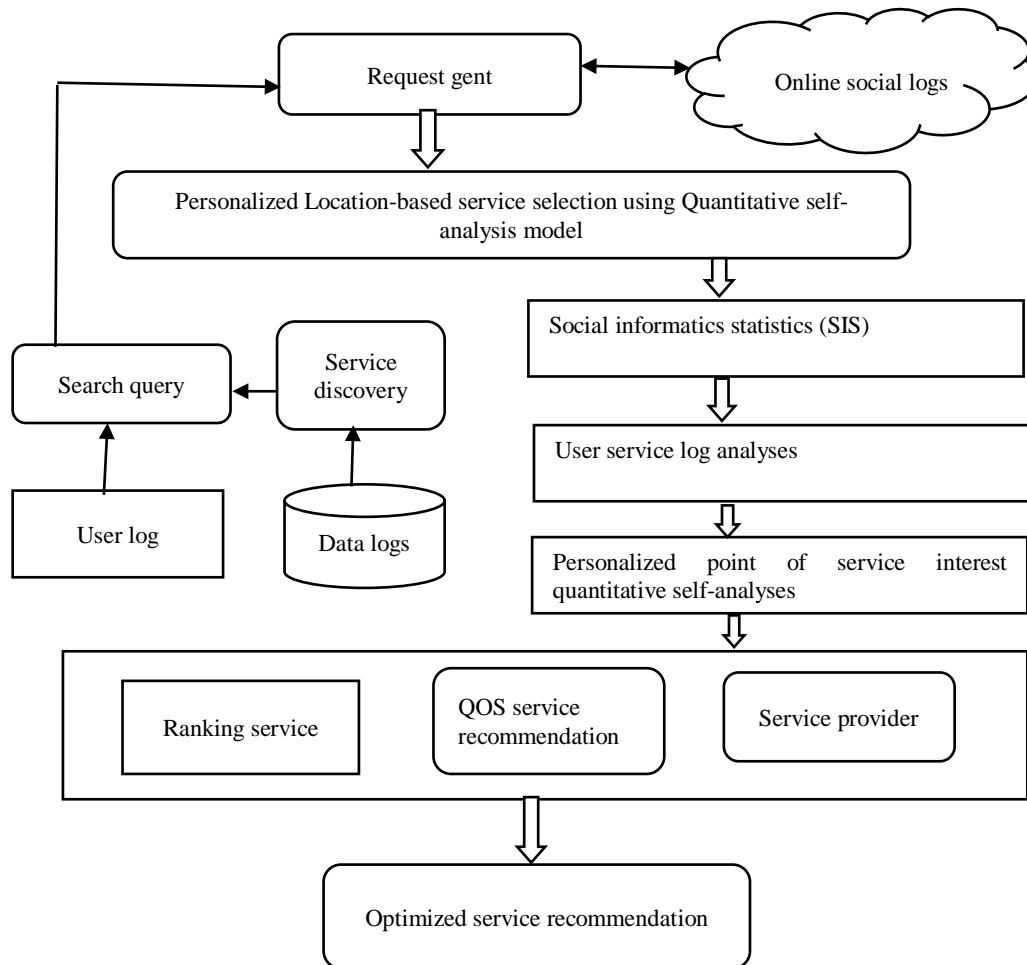 Request gent
Online social logs
Personalized Location-based service selection using Quantitative self-
analysis model
Social informatics statistics (SIS)
Service
discovery
Search query
User service log analyses
User log
Data logs
Personalized point of service interest
quantitative self-analyses
Ranking service
QOS service
recommendation
Service provider
Optimized service recommendation